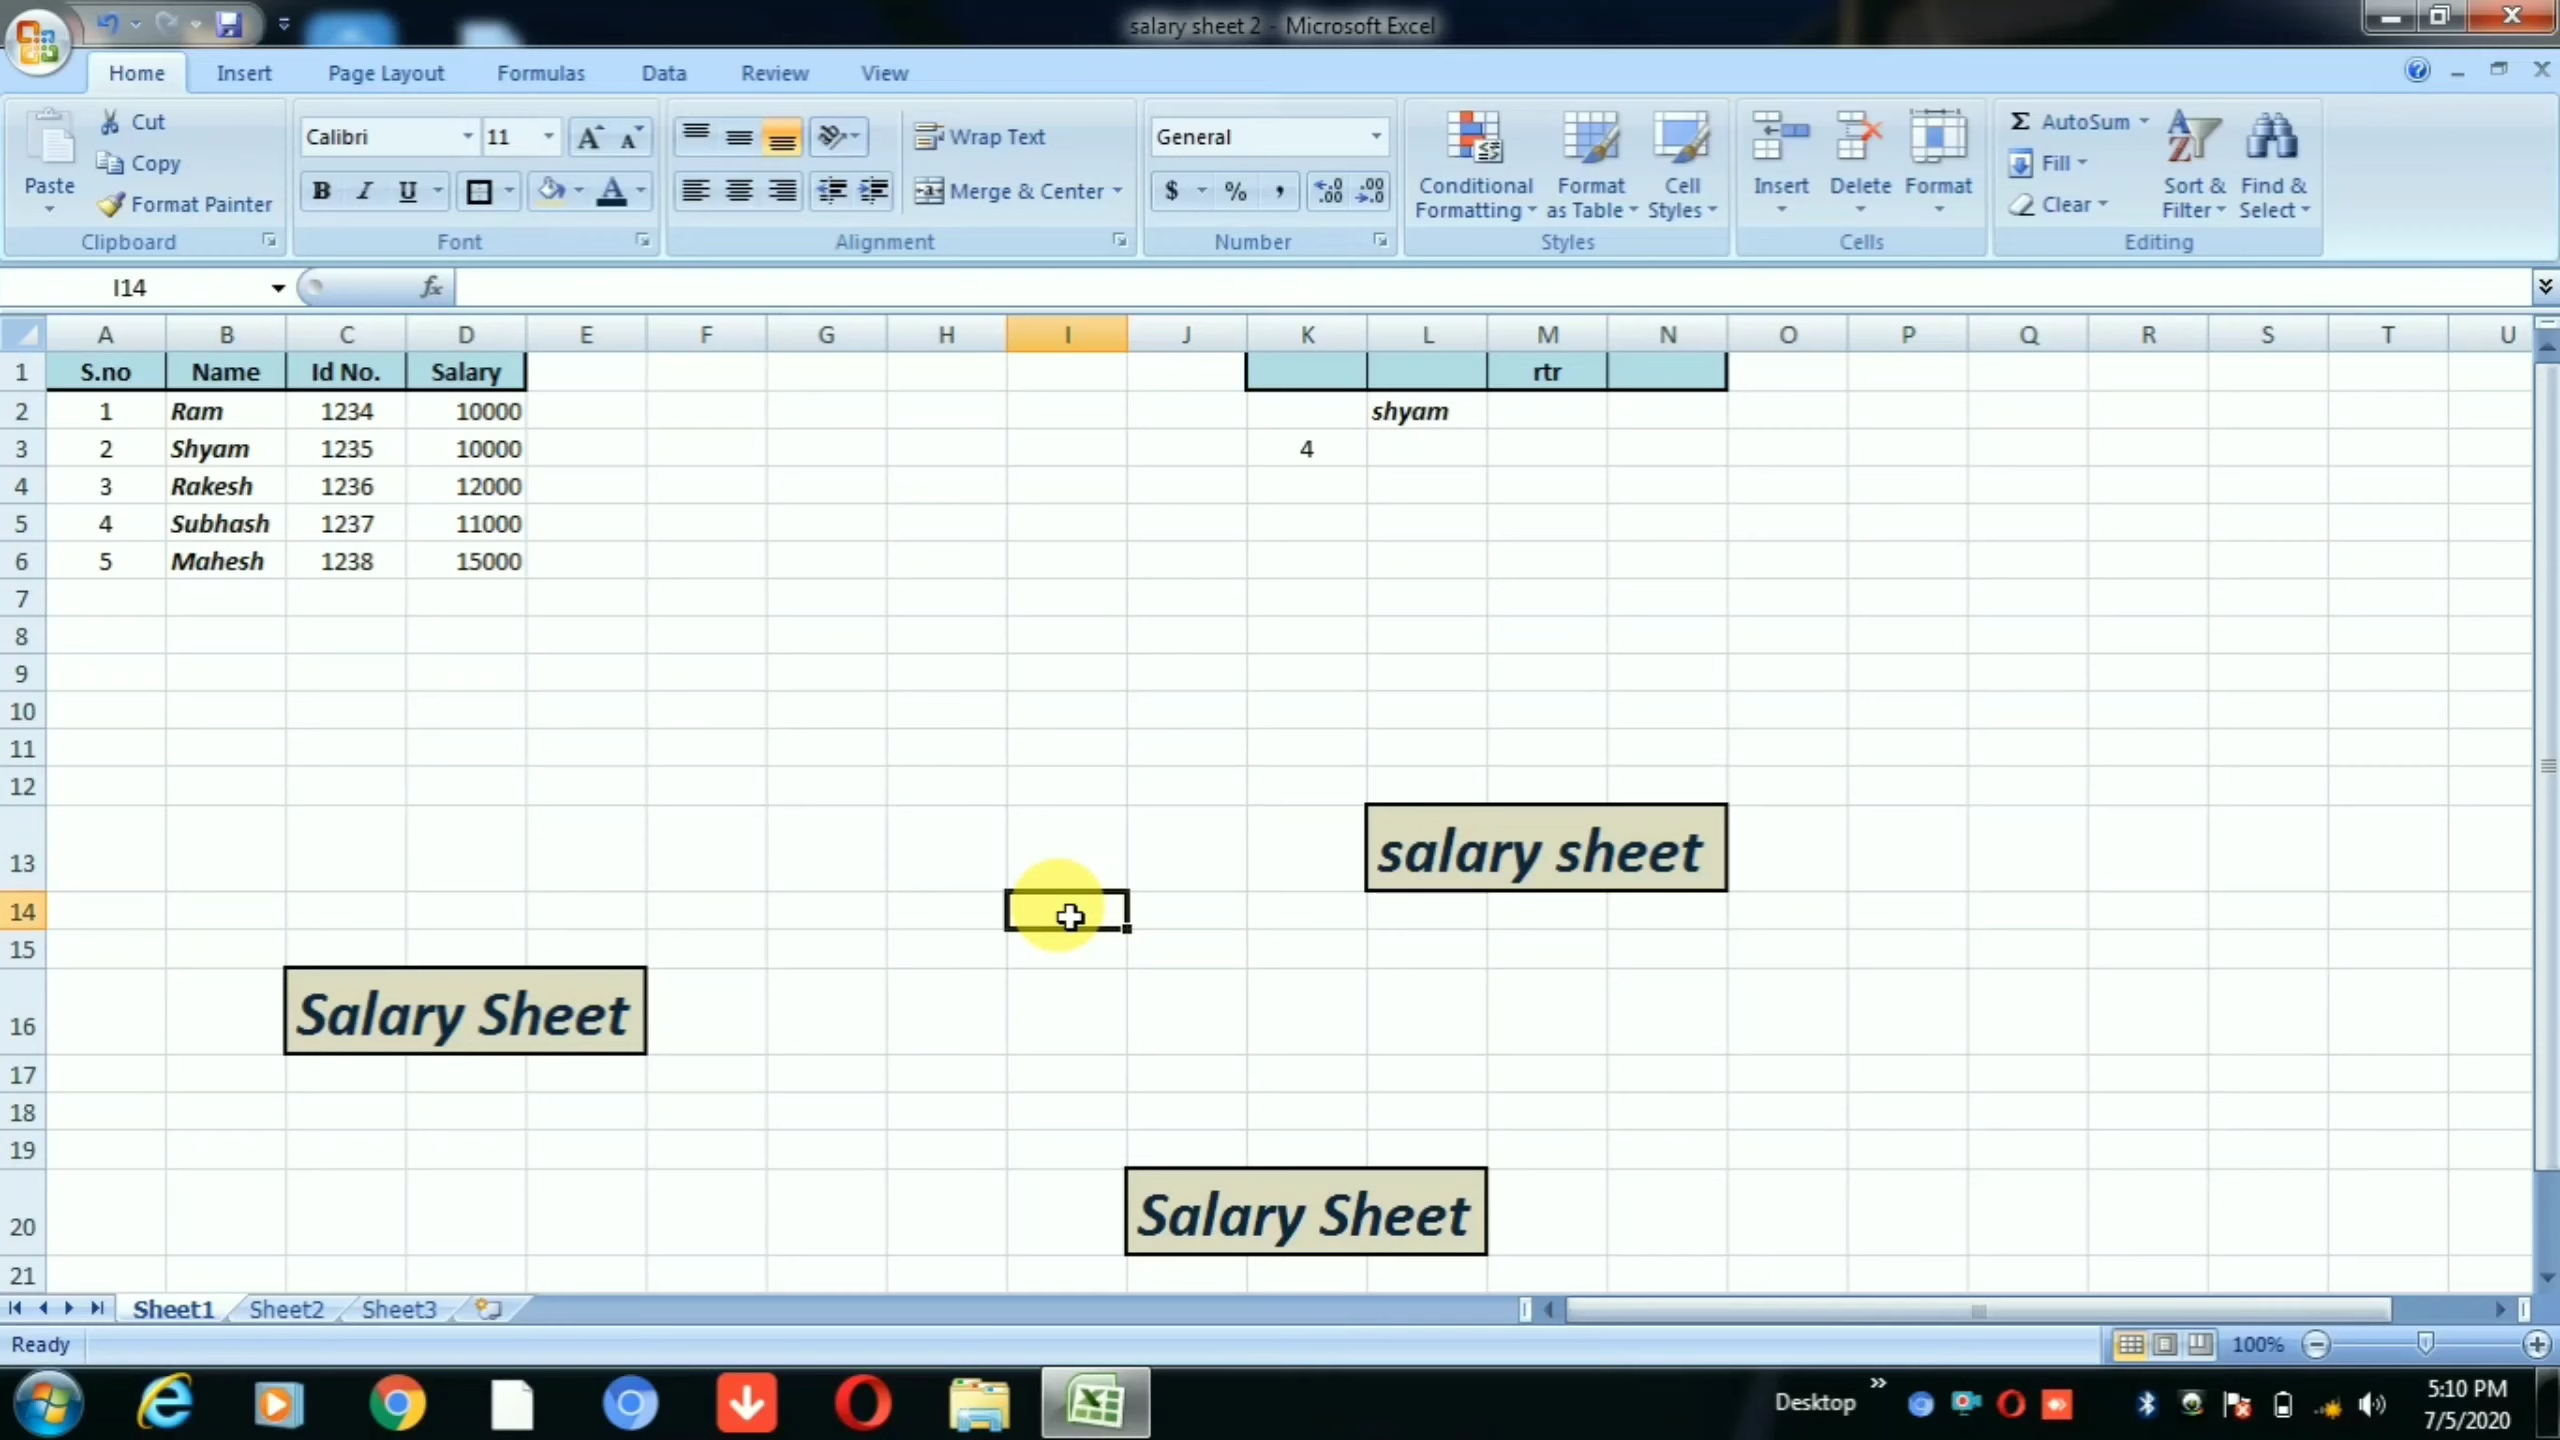 salary sheet 2 - Microsoft Excel
Home Insert Page Layout Formulas Data Review View
Paste
Cut
Copy
Format Painter
Clipboard
Calibri 11
B I U
Font
Wrap Text
Merge & Center
Alignment
General
$ % ,
Number
Conditional Formatting
Format as Table
Cell Styles
Styles
Insert Delete Format
Cells
Σ AutoSum
Fill
Clear
Sort & Filter
Find & Select
Editing
I14 fx
A B C D E F G H I J K L M N O P Q R S T U
1 S.no Name Id No. Salary rtr
2 1 Ram 1234 10000 shyam
3 2 Shyam 1235 10000 4
4 3 Rakesh 1236 12000
5 4 Subhash 1237 11000
6 5 Mahesh 1238 15000
7
8
9
10
11
12
13 salary sheet
14
15
16 Salary Sheet
17
18
19
20 Salary Sheet
21
Sheet1 Sheet2 Sheet3
Ready 100%
Desktop 5:10 PM
7/5/2020